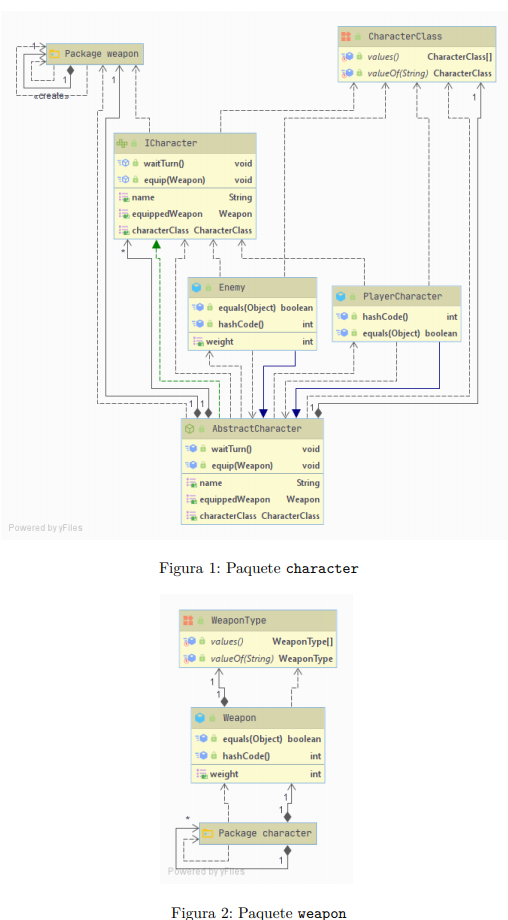 CharacterClass
values() CharacterClass[]
valueOf(String) CharacterClass
1
Package weapon
«create»
1
1
1
ICharacter
waitTurn() void
equip(Weapon) void
name String
equippedWeapon Weapon
characterClass CharacterClass
*
Enemy
equals(Object) boolean
hashCode() int
weight int
PlayerCharacter
hashCode() int
equals(Object) boolean
1
1
1
AbstractCharacter
waitTurn() void
equip(Weapon) void
name String
equippedWeapon Weapon
characterClass CharacterClass
Powered by yFiles
Figura 1: Paquete character
WeaponType
values() WeaponType[]
valueOf(String) WeaponType
1
1
Weapon
equals(Object) boolean
hashCode() int
weight int
1
*
1
Package character
1
Powered by yFiles
Figura 2: Paquete weapon